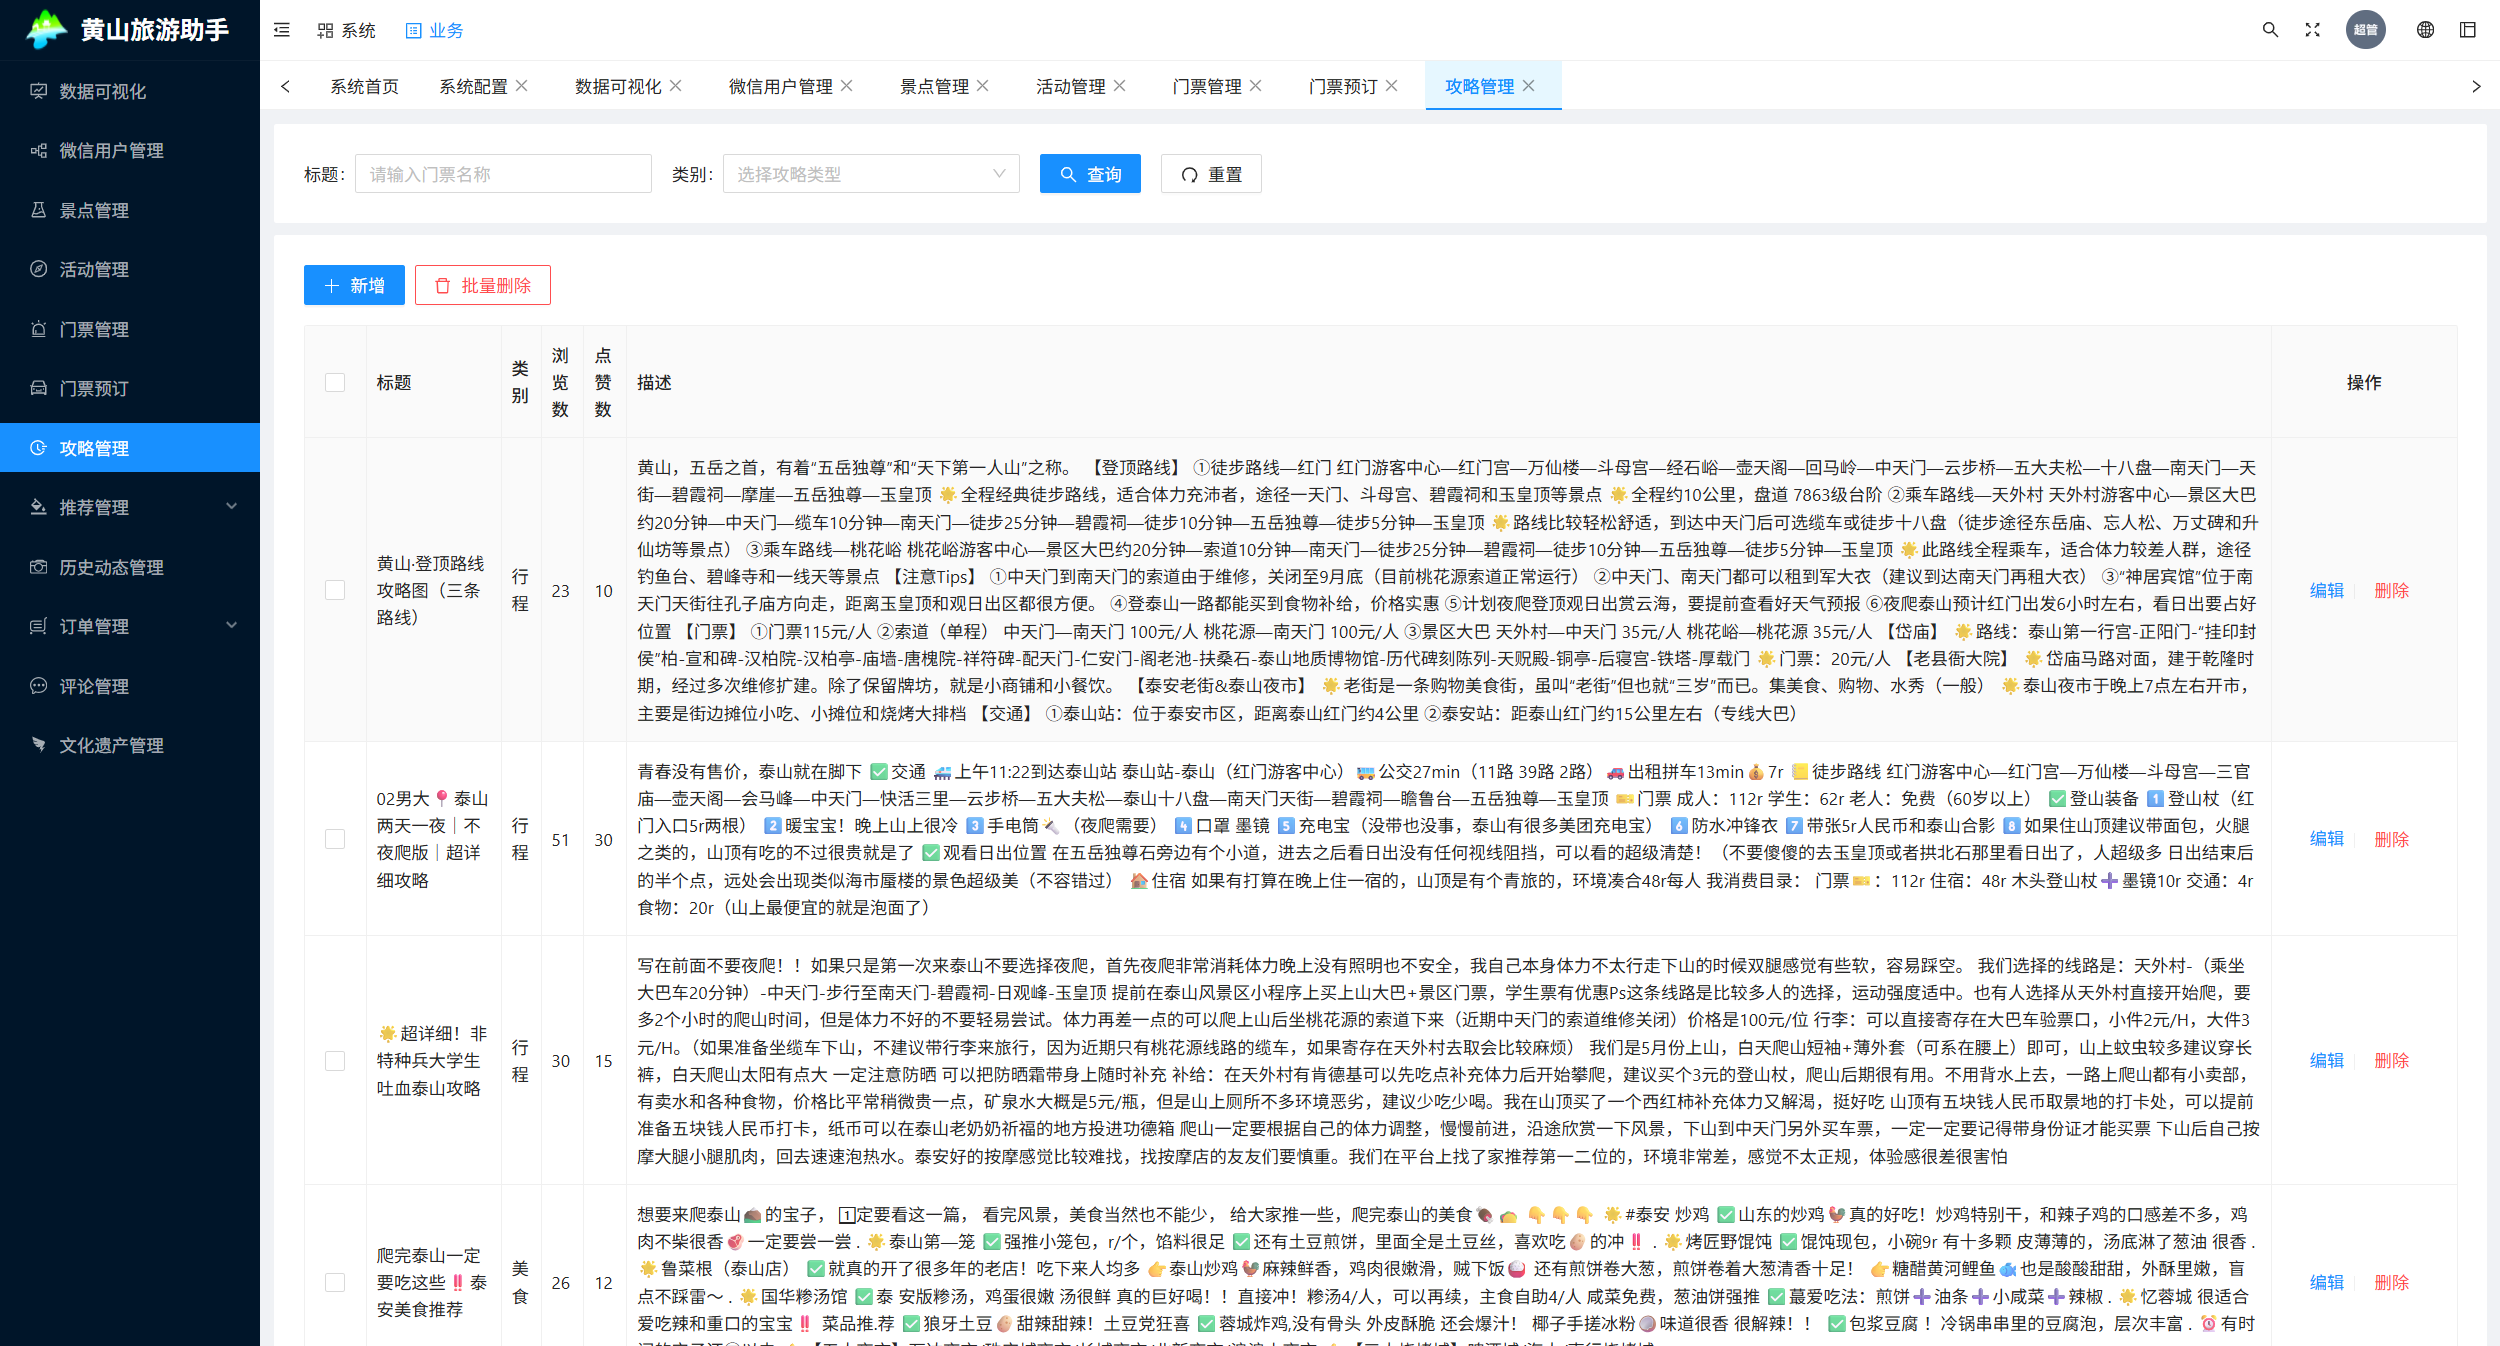 黄山旅游助手
系统
业务
超管
数据可视化
微信用户管理
景点管理
活动管理
门票管理
门票预订
攻略管理
推荐管理
历史动态管理
订单管理
评论管理
文化遗产管理
系统首页
系统配置
数据可视化
微信用户管理
景点管理
活动管理
门票管理
门票预订
攻略管理
标题:
请输入门票名称
类别:
选择攻略类型
查询
重置
新增
批量删除
标题
类别
浏览数
点赞数
描述
操作
黄山·登顶路线
攻略图（三条
路线）
行程
23
10
黄山，五岳之首，有着“五岳独尊”和“天下第一人山”之称。 【登顶路线】 ①徒步路线—红门 红门游客中心—红门宫—万仙楼—斗母宫—经石峪—壶天阁—回马岭—中天门—云步桥—五大夫松—十八盘—南天门—天
街—碧霞祠—摩崖—五岳独尊—玉皇顶 🌟全程经典徒步路线，适合体力充沛者，途径一天门、斗母宫、碧霞祠和玉皇顶等景点 🌟全程约10公里，盘道 7863级台阶 ②乘车路线—天外村 天外村游客中心—景区大巴
约20分钟—中天门—缆车10分钟—南天门—徒步25分钟—碧霞祠—徒步10分钟—五岳独尊—徒步5分钟—玉皇顶 🌟路线比较轻松舒适，到达中天门后可选缆车或徒步十八盘（徒步途径东岳庙、忘人松、万丈碑和升
仙坊等景点） ③乘车路线—桃花峪 桃花峪游客中心—景区大巴约20分钟—索道10分钟—南天门—徒步25分钟—碧霞祠—徒步10分钟—五岳独尊—徒步5分钟—玉皇顶 🌟此路线全程乘车，适合体力较差人群，途径
钓鱼台、碧峰寺和一线天等景点 【注意Tips】 ①中天门到南天门的索道由于维修，关闭至9月底（目前桃花源索道正常运行） ②中天门、南天门都可以租到军大衣（建议到达南天门再租大衣） ③“神居宾馆”位于南
天门天街往孔子庙方向走，距离玉皇顶和观日出区都很方便。 ④登泰山一路都能买到食物补给，价格实惠 ⑤计划夜爬登顶观日出赏云海，要提前查看好天气预报 ⑥夜爬泰山预计红门出发6小时左右，看日出要占好
位置 【门票】 ①门票115元/人 ②索道（单程） 中天门—南天门 100元/人 桃花源—南天门 100元/人 ③景区大巴 天外村—中天门 35元/人 桃花峪—桃花源 35元/人 【岱庙】 🌟路线：泰山第一行宫-正阳门-“挂印封
侯”柏-宣和碑-汉柏院-汉柏亭-庙墙-唐槐院-祥符碑-配天门-仁安门-阁老池-扶桑石-泰山地质博物馆-历代碑刻陈列-天贶殿-铜亭-后寝宫-铁塔-厚载门 🌟门票：20元/人 【老县衙大院】 🌟岱庙马路对面，建于乾隆时
期，经过多次维修扩建。除了保留牌坊，就是小商铺和小餐饮。 【泰安老街&泰山夜市】 🌟老街是一条购物美食街，虽叫“老街”但也就“三岁”而已。集美食、购物、水秀（一般） 🌟泰山夜市于晚上7点左右开市，
主要是街边摊位小吃、小摊位和烧烤大排档 【交通】 ①泰山站：位于泰安市区，距离泰山红门约4公里 ②泰安站：距泰山红门约15公里左右（专线大巴）
编辑
删除
02男大📍泰山
两天一夜｜不
夜爬版｜超详
细攻略
行程
51
30
青春没有售价，泰山就在脚下 ✅交通 🚄上午11:22到达泰山站 泰山站-泰山（红门游客中心）🚌公交27min（11路 39路 2路） 🚗出租拼车13min💰7r 📒徒步路线 红门游客中心—红门宫—万仙楼—斗母宫—三官
庙—壶天阁—会马峰—中天门—快活三里—云步桥—五大夫松—泰山十八盘—南天门天街—碧霞祠—瞻鲁台—五岳独尊—玉皇顶 🎫门票 成人：112r 学生：62r 老人：免费（60岁以上） ✅登山装备 1️⃣登山杖（红
门入口5r两根） 2️⃣暖宝宝！晚上山上很冷 3️⃣手电筒🔦（夜爬需要） 4️⃣口罩 墨镜 5️⃣充电宝（没带也没事，泰山有很多美团充电宝） 6️⃣防水冲锋衣 7️⃣带张5r人民币和泰山合影 8️⃣如果住山顶建议带面包，火腿
之类的，山顶有吃的不过很贵就是了 ✅观看日出位置 在五岳独尊石旁边有个小道，进去之后看日出没有任何视线阻挡，可以看的超级清楚！（不要傻傻的去玉皇顶或者拱北石那里看日出了，人超级多 日出结束后
的半个点，远处会出现类似海市蜃楼的景色超级美（不容错过） 🏠住宿 如果有打算在晚上住一宿的，山顶是有个青旅的，环境凑合48r每人 我消费目录： 门票🎫：112r 住宿：48r 木头登山杖➕墨镜10r 交通：4r
食物：20r（山上最便宜的就是泡面了）
编辑
删除
🌟超详细！非
特种兵大学生
吐血泰山攻略
行程
30
15
写在前面不要夜爬！！如果只是第一次来泰山不要选择夜爬，首先夜爬非常消耗体力晚上没有照明也不安全，我自己本身体力不太行走下山的时候双腿感觉有些软，容易踩空。 我们选择的线路是：天外村-（乘坐
大巴车20分钟）-中天门-步行至南天门-碧霞祠-日观峰-玉皇顶 提前在泰山风景区小程序上买上山大巴+景区门票，学生票有优惠Ps这条线路是比较多人的选择，运动强度适中。也有人选择从天外村直接开始爬，要
多2个小时的爬山时间，但是体力不好的不要轻易尝试。体力再差一点的可以爬上山后坐桃花源的索道下来（近期中天门的索道维修关闭）价格是100元/位 行李：可以直接寄存在大巴车验票口，小件2元/H，大件3
元/H。（如果准备坐缆车下山，不建议带行李来旅行，因为近期只有桃花源线路的缆车，如果寄存在天外村去取会比较麻烦） 我们是5月份上山，白天爬山短袖+薄外套（可系在腰上）即可，山上蚊虫较多建议穿长
裤，白天爬山太阳有点大 一定注意防晒 可以把防晒霜带身上随时补充 补给：在天外村有肯德基可以先吃点补充体力后开始攀爬，建议买个3元的登山杖，爬山后期很有用。不用背水上去，一路上爬山都有小卖部，
有卖水和各种食物，价格比平常稍微贵一点，矿泉水大概是5元/瓶，但是山上厕所不多环境恶劣，建议少吃少喝。我在山顶买了一个西红柿补充体力又解渴，挺好吃 山顶有五块钱人民币取景地的打卡处，可以提前
准备五块钱人民币打卡，纸币可以在泰山老奶奶祈福的地方投进功德箱 爬山一定要根据自己的体力调整，慢慢前进，沿途欣赏一下风景，下山到中天门另外买车票，一定一定要记得带身份证才能买票 下山后自己按
摩大腿小腿肌肉，回去速速泡热水。泰安好的按摩感觉比较难找，找按摩店的友友们要慎重。我们在平台上找了家推荐第一二位的，环境非常差，感觉不太正规，体验感很差很害怕
编辑
删除
爬完泰山一定
要吃这些‼️泰
安美食推荐
美食
26
12
想要来爬泰山⛰️的宝子， 1️⃣定要看这一篇， 看完风景，美食当然也不能少， 给大家推一些，爬完泰山的美食🍗🌮 👇👇👇 🌟#泰安 炒鸡 ✅山东的炒鸡🐓真的好吃！炒鸡特别干，和辣子鸡的口感差不多，鸡
肉不柴很香🥩一定要尝一尝 . 🌟泰山第—笼 ✅强推小笼包，r/个，馅料很足 ✅还有土豆煎饼，里面全是土豆丝，喜欢吃🥔的冲‼️ . 🌟烤匠野馄饨 ✅馄饨现包，小碗9r 有十多颗 皮薄薄的，汤底淋了葱油 很香 .
🌟鲁菜根（泰山店） ✅就真的开了很多年的老店！吃下来人均多 👉泰山炒鸡🐓麻辣鲜香，鸡肉很嫩滑，贼下饭🍚 还有煎饼卷大葱，煎饼卷着大葱清香十足！ 👉糖醋黄河鲤鱼🐟也是酸酸甜甜，外酥里嫩，盲
点不踩雷～ . 🌟国华糁汤馆 ✅泰 安版糁汤，鸡蛋很嫩 汤很鲜 真的巨好喝！！直接冲！糁汤4/人，可以再续，主食自助4/人 咸菜免费，葱油饼强推 ✅蕞爱吃法：煎饼➕油条➕小咸菜➕辣椒 . 🌟忆蓉城 很适合
爱吃辣和重口的宝宝‼️ 菜品推.荐 ✅狼牙土豆🥔甜辣甜辣！土豆党狂喜 ✅蓉城炸鸡,没有骨头 外皮酥脆 还会爆汁！ 椰子手搓冰粉🥥味道很香 很解辣！！ ✅包浆豆腐 ！冷锅串串里的豆腐泡，层次丰富 . ⏰有时
编辑
删除